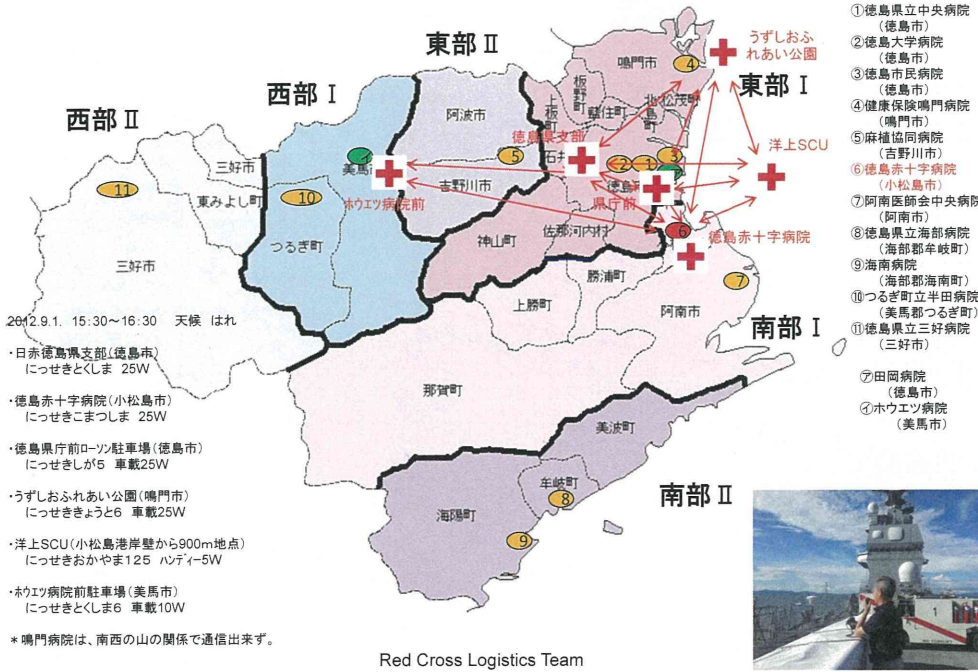 東部Ⅱ
西部Ⅰ
西部Ⅱ
東部Ⅰ
南部Ⅰ
南部Ⅱ
うずしおふ
れあい公園
洋上SCU
徳島県支部
県庁前
徳島赤十字病院
ホウエツ病院前
鳴門市
④
板野町
上板町
藍住町
北島町
松茂町
阿波市
⑤
吉野川市
②
①
③
⑥
神山町
佐那河内村
三好市
⑪
東みよし町
三好市
⑩
つるぎ町
勝浦町
上勝町
⑦
阿南市
那賀町
美波町
牟岐町
⑧
海陽町
⑨
①徳島県立中央病院
(徳島市)
②徳島大学病院
(徳島市)
③徳島市民病院
(徳島市)
④健康保険鳴門病院
(鳴門市)
⑤麻植協同病院
(吉野川市)
⑥徳島赤十字病院
(小松島市)
⑦阿南医師会中央病院
(阿南市)
⑧徳島県立海部病院
(海部郡牟岐町)
⑨海南病院
(海部郡海南町)
⑩つるぎ町立半田病院
(美馬郡つるぎ町)
⑪徳島県立三好病院
(三好市)
㋐田岡病院
(徳島市)
㋑ホウエツ病院
(美馬市)
2012.9.1. 15:30~16:30 天候 はれ
・日赤徳島県支部(徳島市)
にっせきとくしま 25W
・徳島赤十字病院(小松島市)
にっせきこまつしま 25W
・徳島県庁前ローソン駐車場(徳島市)
にっせきしが5 車載25W
・うずしおふれあい公園(鳴門市)
にっせききょうと6 車載25W
・洋上SCU(小松島港岸壁から900m地点)
にっせきおかやま125 ハンディー5W
・ホウエツ病院前駐車場(美馬市)
にっせきとくしま6 車載10W
*鳴門病院は、南西の山の関係で通信出来ず。
Red Cross Logistics Team
1